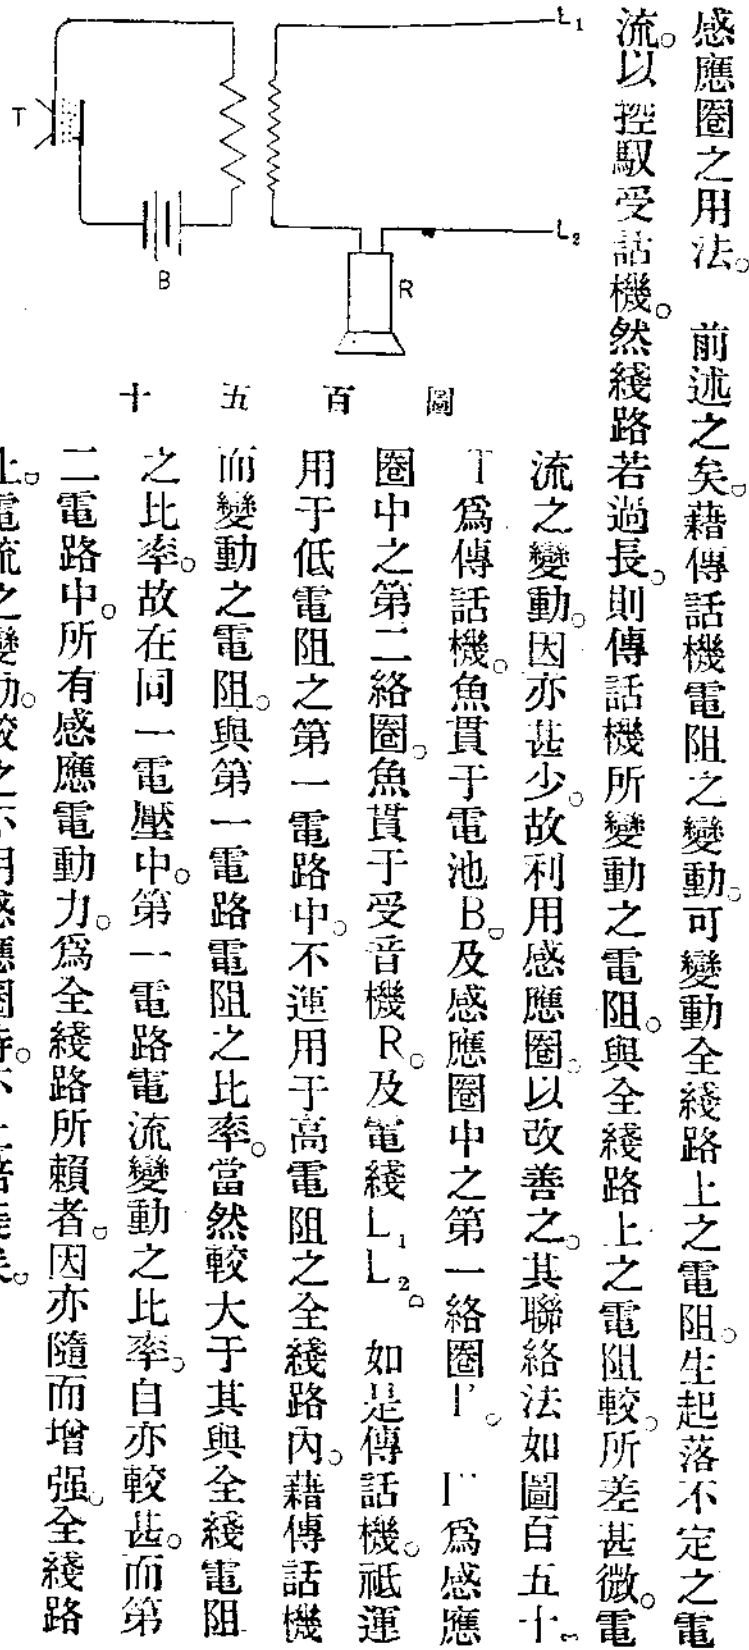 感應圈之用法。　前述之矣。藉傳話機電阻之變動。可變動全綫路上之電阻。生起落不定之電
流。以控馭受話機。然綫路若過長。則傳話機所變動之電阻。與全綫路上之電阻較。所差甚微。電
流之變動。因亦甚少。故利用感應圈。以改善之。其聯絡法如圖百五十。
T爲傳話機。魚貫于電池B。及感應圈中之第一絡圈I'。　I''爲感應
圈中之第二絡圈。魚貫于受音機R。及電綫L₁L₂。　如是傳話機。祗運
用于低電阻之第一電路中。不運用于高電阻之全綫路內。藉傳話機
而變動之電阻。與第一電路電阻之比率。當然較大于其與全綫電阻
之比率。故在同一電壓中。第一電路電流變動之比率。自亦較甚。而第
二電路中。所有感應電動力。爲全綫路所賴者。因亦隨而增强。全綫路
上。電流之變動。較之不用感應圈時。不止倍
圖百五十
T
B
R
L₁
L₂